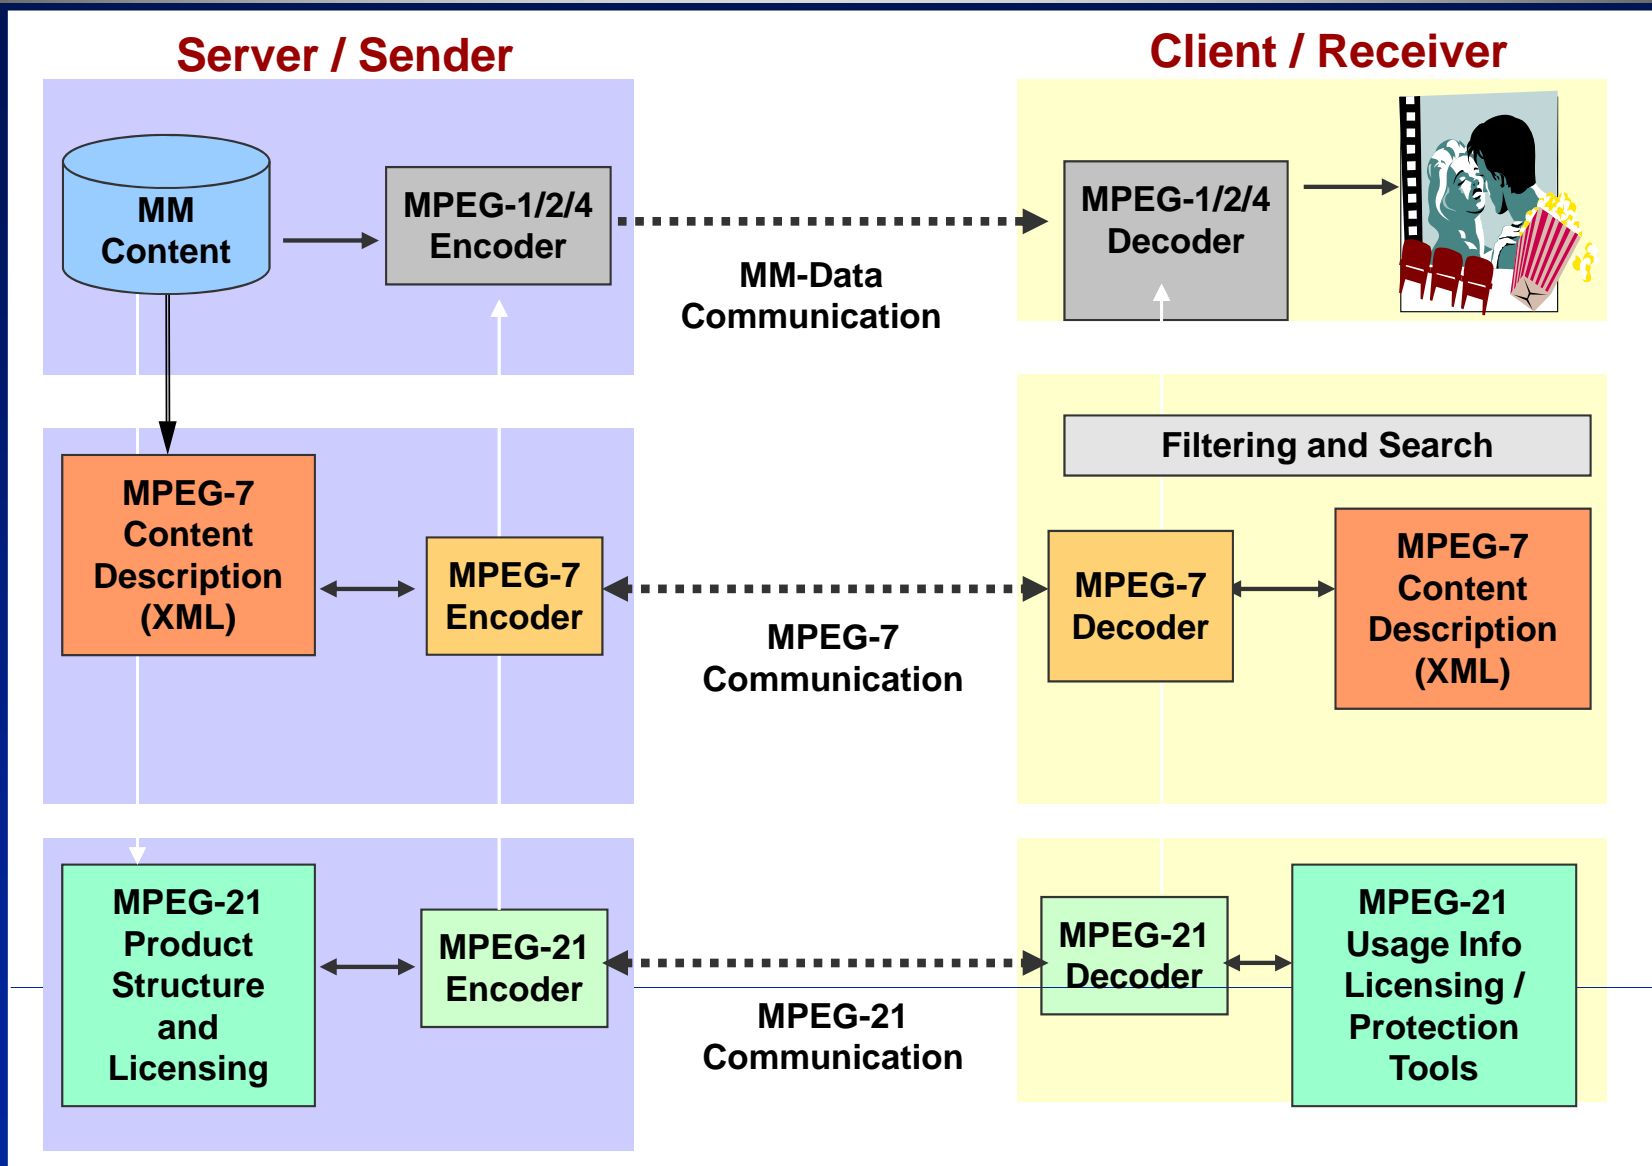 Server / Sender
Client / Receiver
MM
Content
MPEG-1/2/4
Encoder
MM-Data
Communication
MPEG-1/2/4
Decoder
Filtering and Search
MPEG-7
Content
Description
(XML)
MPEG-7
Encoder
MPEG-7
Communication
MPEG-7
Decoder
MPEG-7
Content
Description
(XML)
MPEG-21
Product
Structure
and
Licensing
MPEG-21
Encoder
MPEG-21
Communication
MPEG-21
Decoder
MPEG-21
Usage Info
Licensing /
Protection
Tools